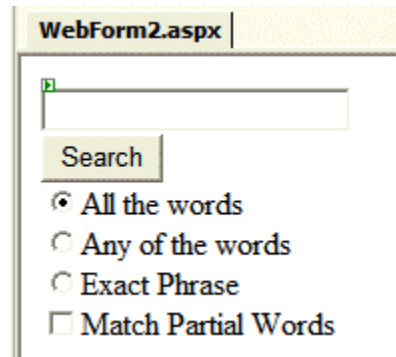 WebForm2.aspx
Search
All the words
Any of the words
Exact Phrase
Match Partial Words